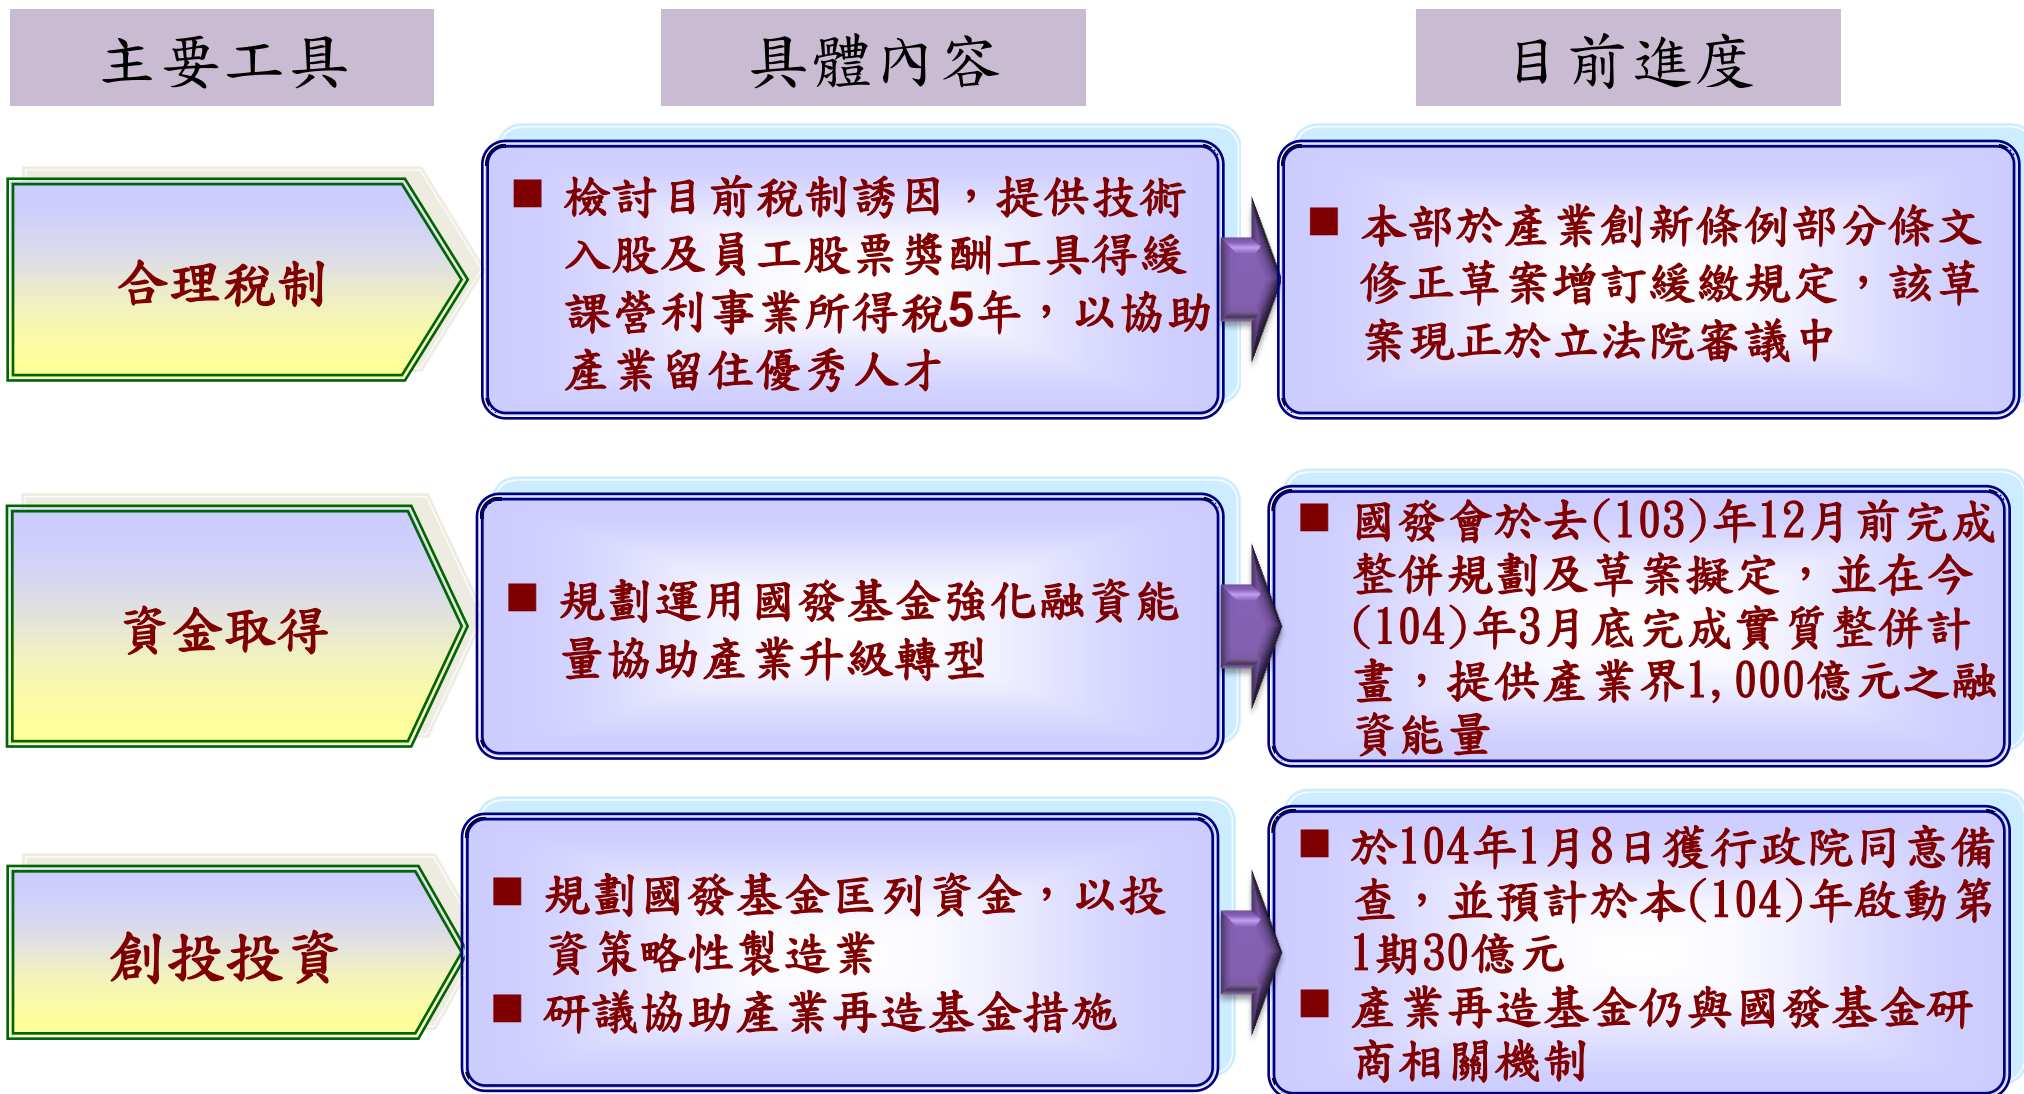 主要工具
具體內容
目前進度
合理稅制
■ 檢討目前稅制誘因，提供技術
入股及員工股票獎酬工具得緩
課營利事業所得稅5年，以協助
產業留住優秀人才
■ 本部於產業創新條例部分條文
修正草案增訂緩繳規定，該草
案現正於立法院審議中
資金取得
■ 規劃運用國發基金強化融資能
量協助產業升級轉型
■ 國發會於去(103)年12月前完成
整併規劃及草案擬定，並在今
(104)年3月底完成實質整併計
畫，提供產業界1,000億元之融
資能量
創投投資
■ 規劃國發基金匡列資金，以投
資策略性製造業
■ 研議協助產業再造基金措施
■ 於104年1月8日獲行政院同意備
查，並預計於本(104)年啟動第
1期30億元
■ 產業再造基金仍與國發基金研
商相關機制